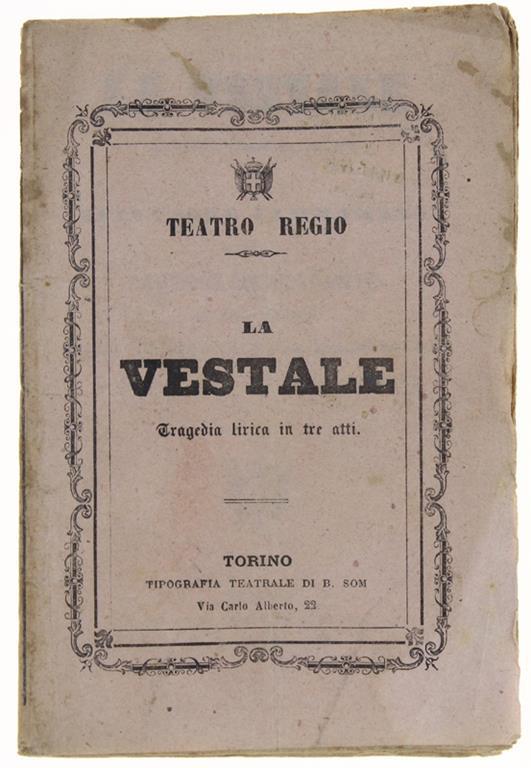 TEATRO REGIO
LA
VESTALE
Tragedia lirica in tre atti.
TORINO
TIPOGRAFIA TEATRALE DI B. SOM
Via Carlo Alberto, 22